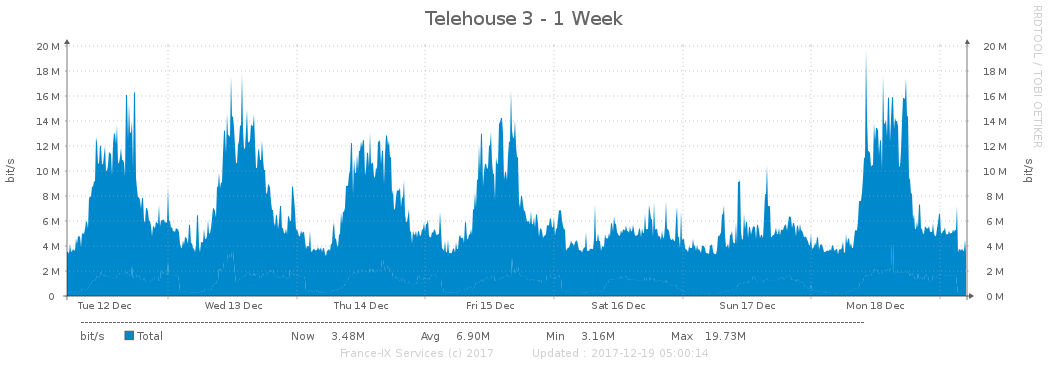 Telehouse 3 - 1 Week
RRDTOOL / TOBI OETIKER
bit/s
20 M 20 M
18 M 18 M
16 M 16 M
14 M 14 M
12 M 12 M
10 M 10 M
8 M 8 M
6 M 6 M
4 M 4 M
2 M 2 M
0 0 M
bit/s
Tue 12 Dec Wed 13 Dec Thu 14 Dec Fri 15 Dec Sat 16 Dec Sun 17 Dec Mon 18 Dec
bit/s Total Now 3.48M Avg 6.90M Min 3.16M Max 19.73M
France-IX Services (c) 2017 Updated : 2017-12-19 05:00:14